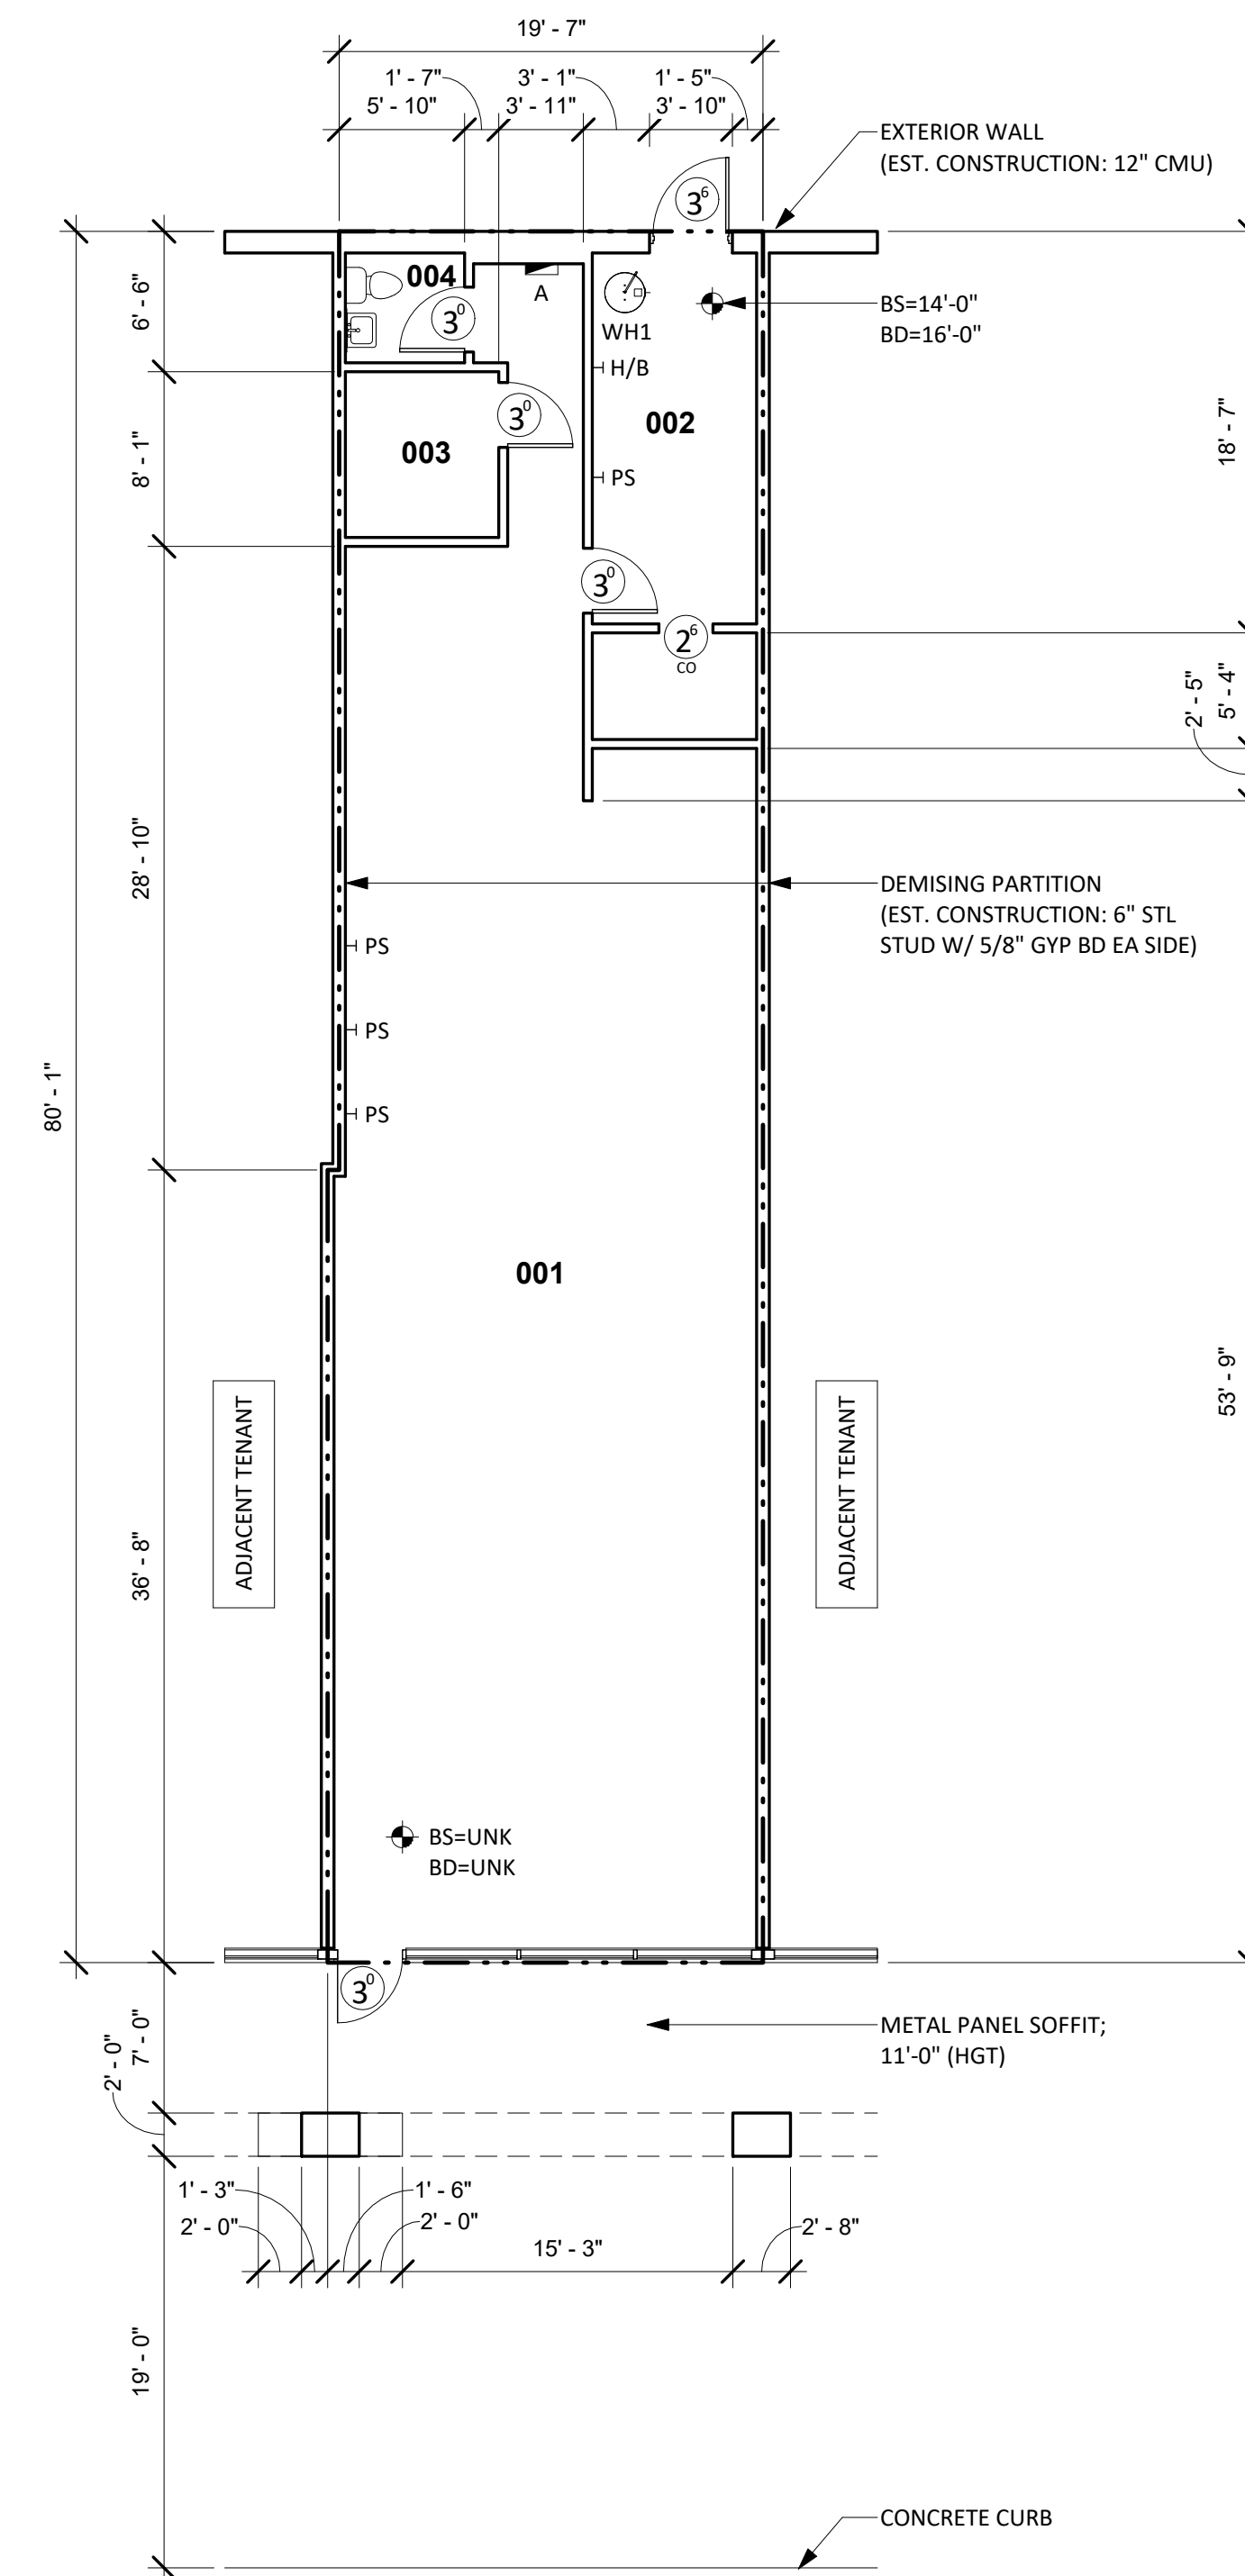 19' - 7"
1' - 7"
3' - 1"
1' - 5"
5' - 10"
3' - 11"
3' - 10"
EXTERIOR WALL
(EST. CONSTRUCTION: 12" CMU)
3⁶
6' - 6"
004
3⁰
A
WH1
H/B
BS=14'-0"
BD=16'-0"
8' - 1"
003
3⁰
002
PS
18' - 7"
3⁰
2⁶
CO
2' - 5"
5' - 4"
28' - 10"
DEMISING PARTITION
(EST. CONSTRUCTION: 6" STL
STUD W/ 5/8" GYP BD EA SIDE)
PS
PS
PS
80' - 1"
001
53' - 9"
ADJACENT TENANT
ADJACENT TENANT
36' - 8"
BS=UNK
BD=UNK
3⁰
METAL PANEL SOFFIT;
11'-0" (HGT)
7' - 0"
2' - 0"
1' - 3"
1' - 6"
2' - 0"
2' - 0"
15' - 3"
2' - 8"
19' - 0"
CONCRETE CURB